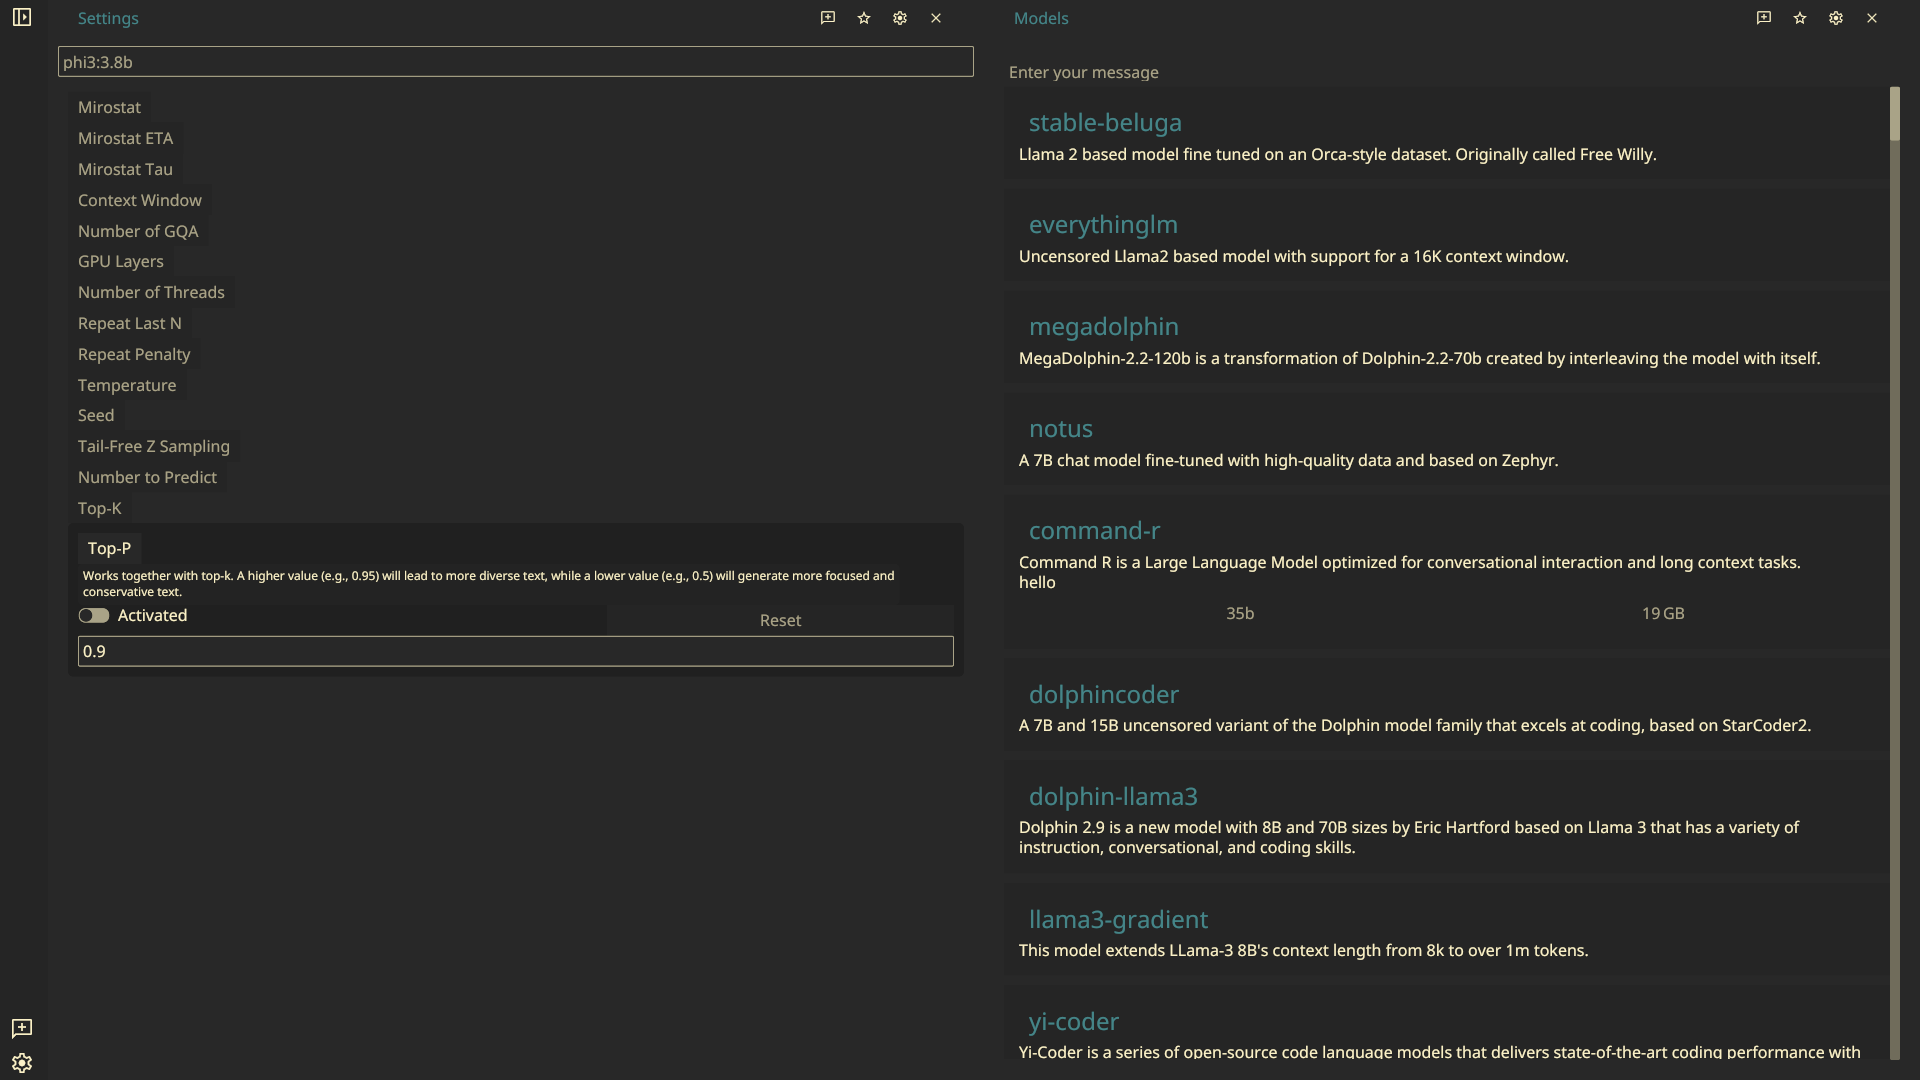 Settings
phi3:3.8b
Mirostat
Mirostat ETA
Mirostat Tau
Context Window
Number of GQA
GPU Layers
Number of Threads
Repeat Last N
Repeat Penalty
Temperature
Seed
Tail-Free Z Sampling
Number to Predict
Top-K
Top-P
Works together with top-k. A higher value (e.g., 0.95) will lead to more diverse text, while a lower value (e.g., 0.5) will generate more focused and
conservative text.
Activated
Reset
0.9
Models
Enter your message
stable-beluga
Llama 2 based model fine tuned on an Orca-style dataset. Originally called Free Willy.
everythinglm
Uncensored Llama2 based model with support for a 16K context window.
megadolphin
MegaDolphin-2.2-120b is a transformation of Dolphin-2.2-70b created by interleaving the model with itself.
notus
A 7B chat model fine-tuned with high-quality data and based on Zephyr.
command-r
Command R is a Large Language Model optimized for conversational interaction and long context tasks.
hello
35b
19 GB
dolphincoder
A 7B and 15B uncensored variant of the Dolphin model family that excels at coding, based on StarCoder2.
dolphin-llama3
Dolphin 2.9 is a new model with 8B and 70B sizes by Eric Hartford based on Llama 3 that has a variety of
instruction, conversational, and coding skills.
llama3-gradient
This model extends LLama-3 8B's context length from 8k to over 1m tokens.
yi-coder
Yi-Coder is a series of open-source code language models that delivers state-of-the-art coding performance with